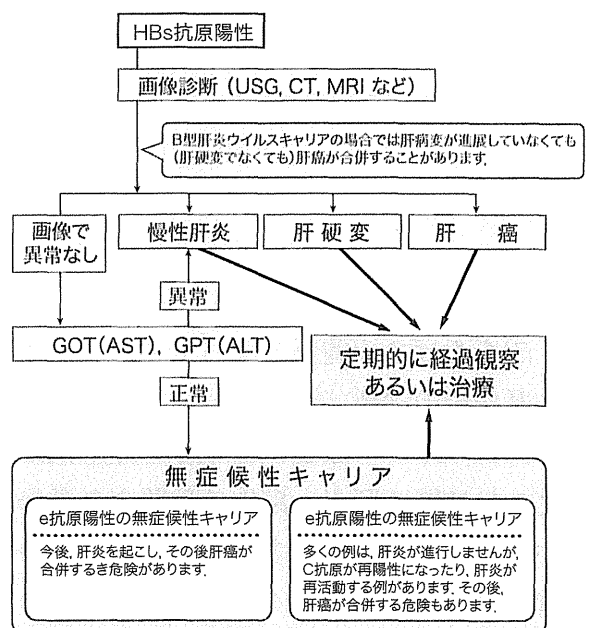 HBs抗原陽性
画像診断 (USG, CT, MRI など)
B型肝炎ウイルスキャリアの場合では肝病変が進展していなくても
(肝硬変でなくても)肝癌が合併することがあります.
画像で
異常なし
慢性肝炎
肝硬変
肝 癌
異常
GOT(AST), GPT(ALT)
正常
定期的に経過観察
あるいは治療
無症候性キャリア
e抗原陽性の無症候性キャリア
今後, 肝炎を起こし, その後肝癌が
合併するき危険があります.
e抗原陽性の無症候性キャリア
多くの例は, 肝炎が進行しませんが,
C抗原が再陽性になったり, 肝炎が
再活動する例があります. その後,
肝癌が合併する危険もあります.